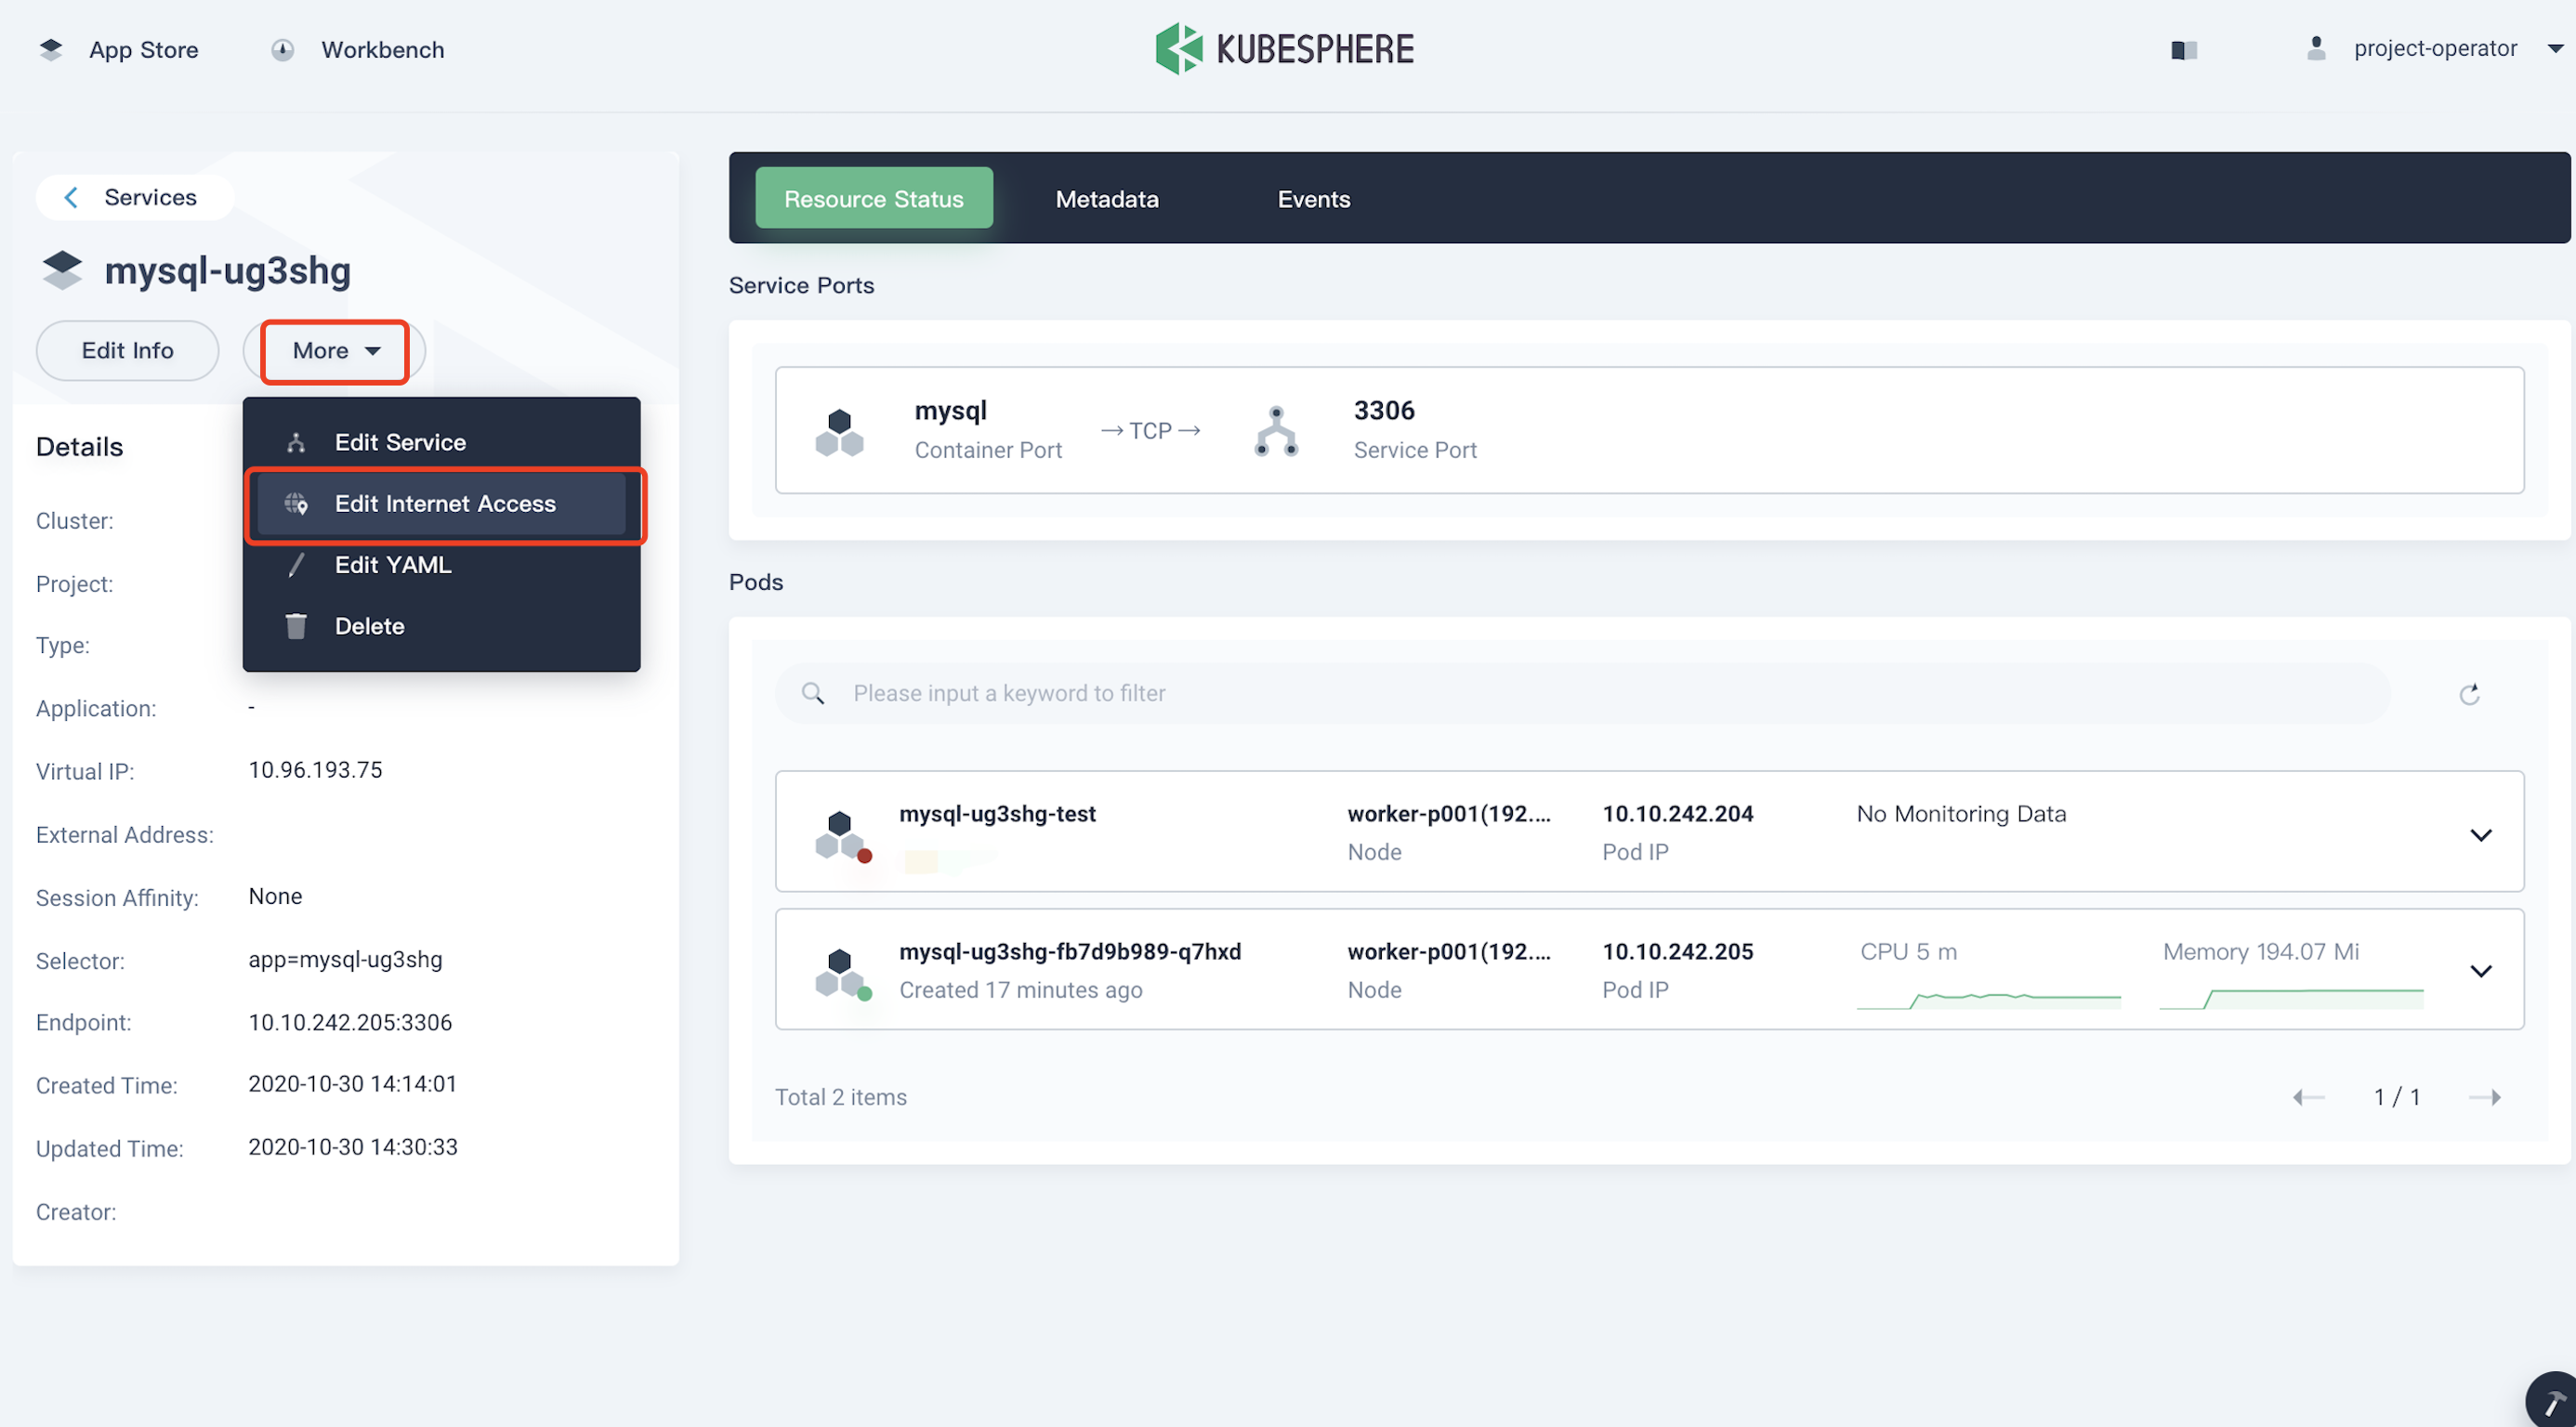 App Store
Workbench
KUBESPHERE
project-operator
Services
mysql-ug3shg
Edit Info
More
Edit Service
Edit Internet Access
Edit YAML
Delete
Details
Cluster:
Project:
Type:
Application: -
Virtual IP: 10.96.193.75
External Address:
Session Affinity: None
Selector: app=mysql-ug3shg
Endpoint: 10.10.242.205:3306
Created Time: 2020-10-30 14:14:01
Updated Time: 2020-10-30 14:30:33
Creator:
Resource Status
Metadata
Events
Service Ports
mysql
Container Port
→ TCP →
3306
Service Port
Pods
Please input a keyword to filter
mysql-ug3shg-test
worker-p001(192....
Node
10.10.242.204
Pod IP
No Monitoring Data
mysql-ug3shg-fb7d9b989-q7hxd
Created 17 minutes ago
worker-p001(192....
Node
10.10.242.205
Pod IP
CPU 5 m
Memory 194.07 Mi
Total 2 items
1 / 1